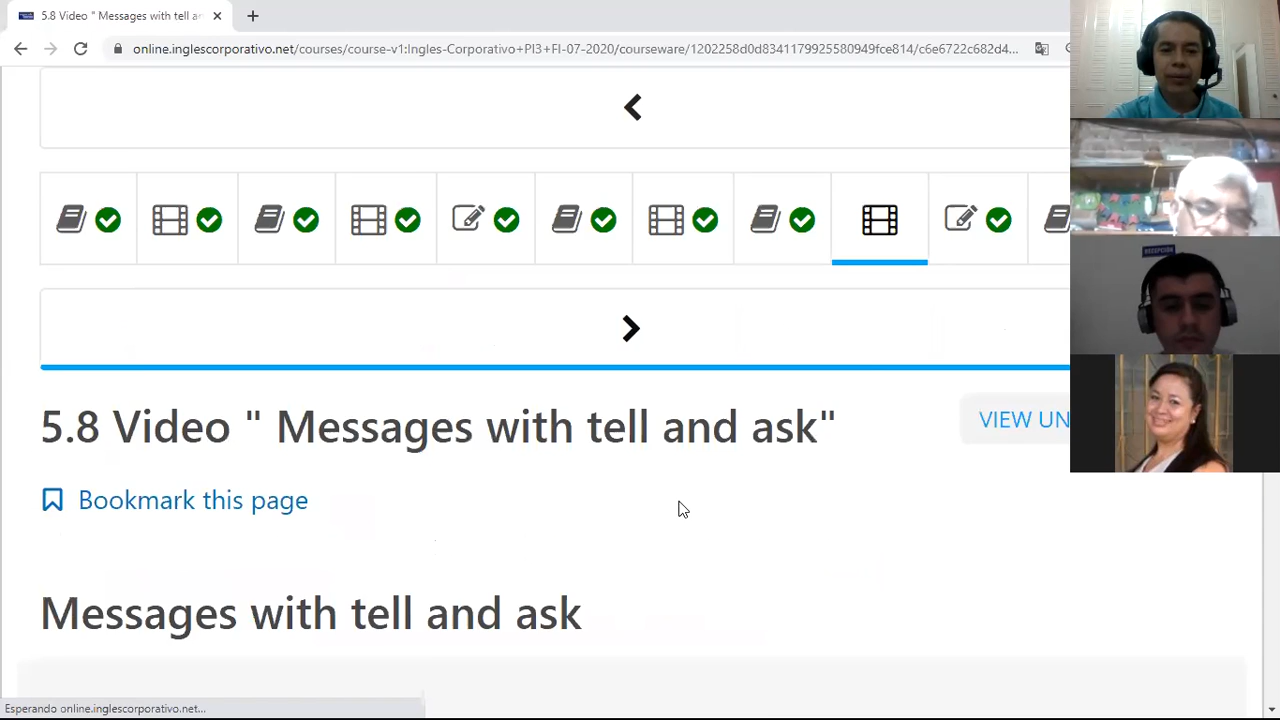 5.8 Video " Messages with tell an
online.inglescorporativo.net/courses/course-v1:Ingles-Corporativo+PI3+FI-07-2020/courseware/1202258d0d8341179925580949fce814/c6e6722c682d4...
RECEPCIÓN
5.8 Video " Messages with tell and ask"
VIEW UN
Bookmark this page
Messages with tell and ask
Esperando online.inglescorporativo.net...